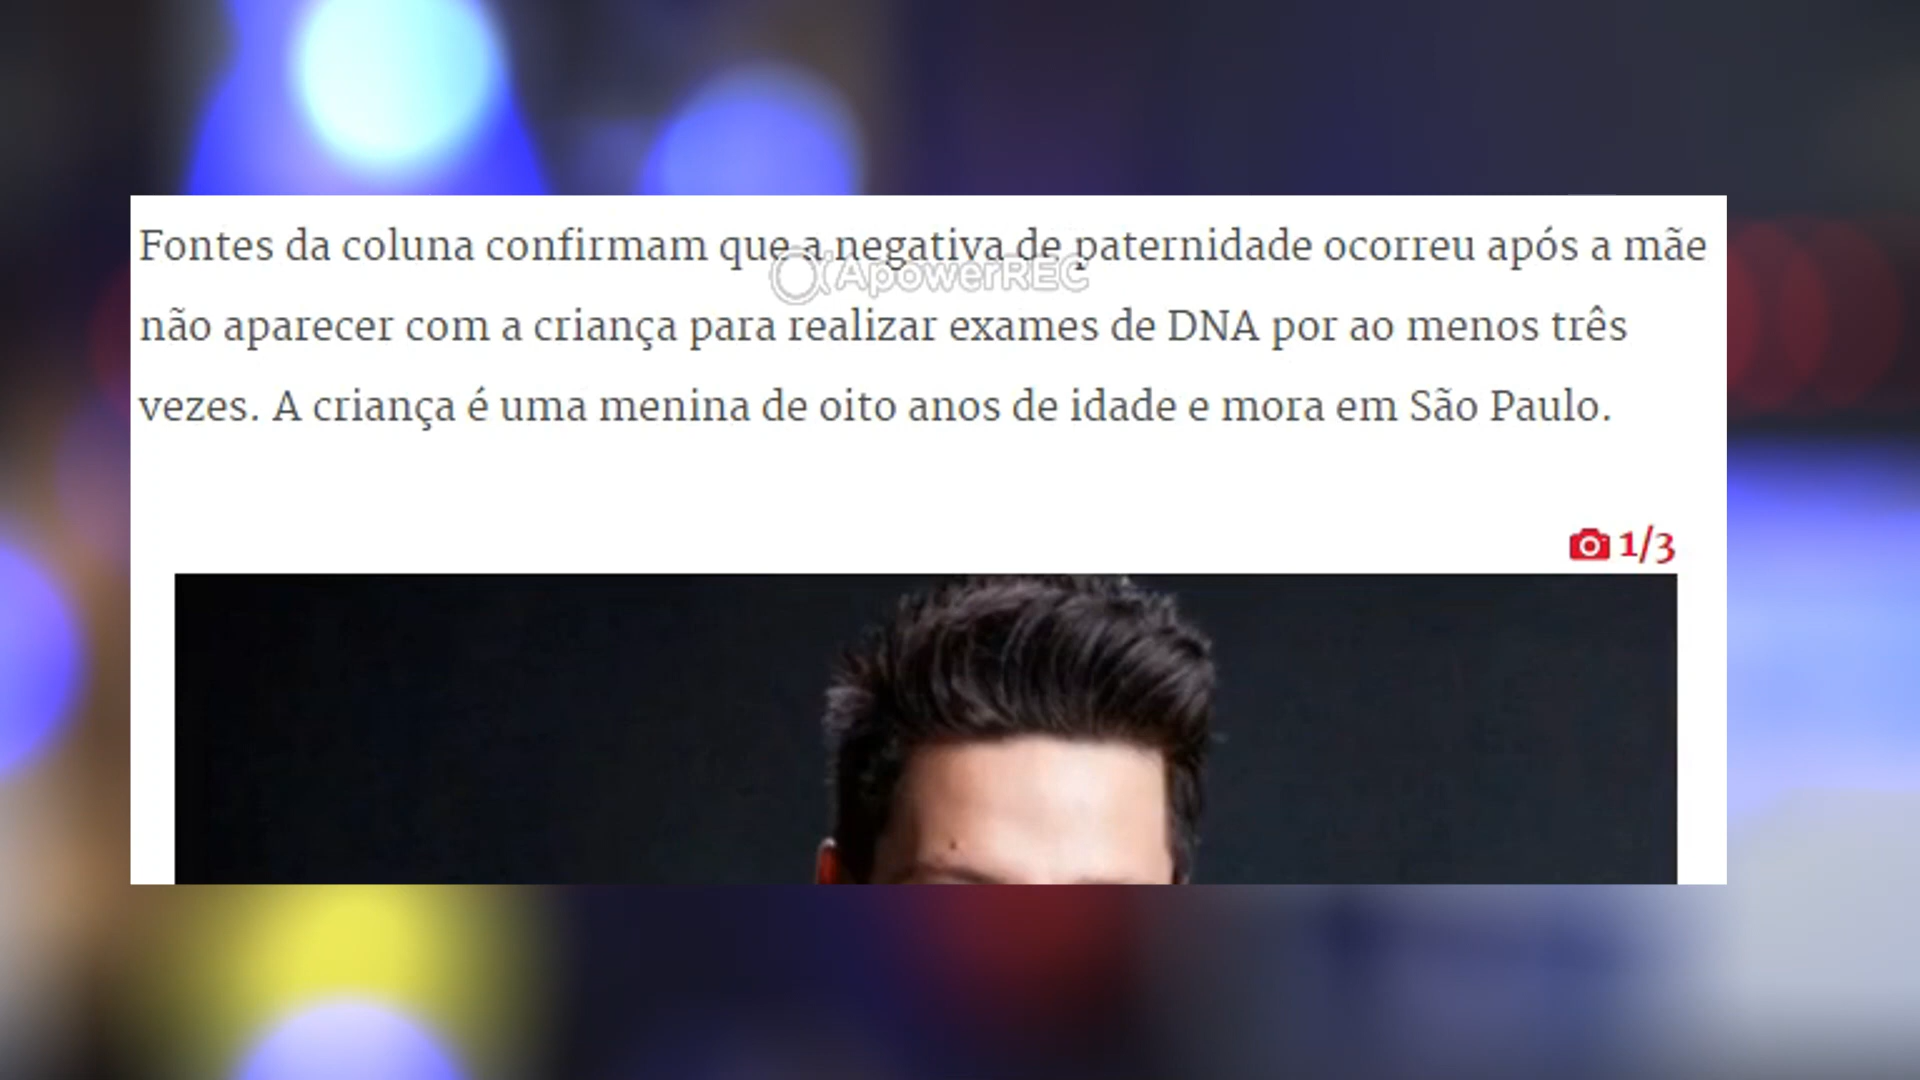 Fontes da coluna confirmam que a negativa de paternidade ocorreu após a mãe
ApowerREC
não aparecer com a criança para realizar exames de DNA por ao menos três
vezes. A criança é uma menina de oito anos de idade e mora em São Paulo.
1/3